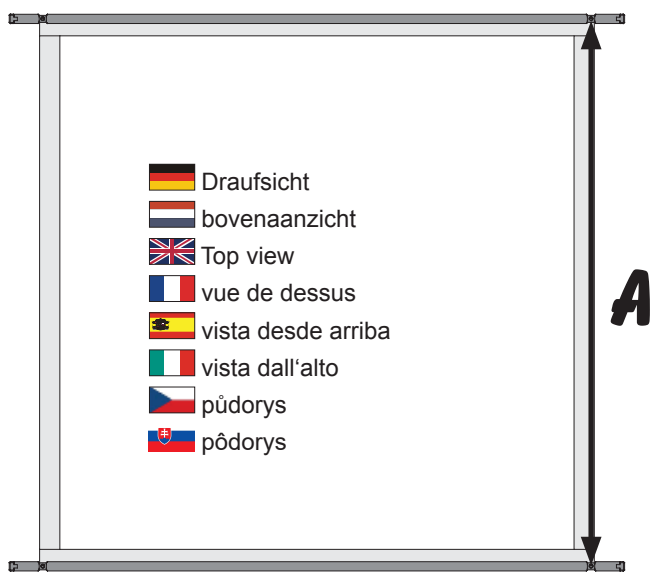 Draufsicht
bovenaanzicht
Top view
vue de dessus
vista desde arriba
vista dall‘alto
půdorys
pôdorys
A